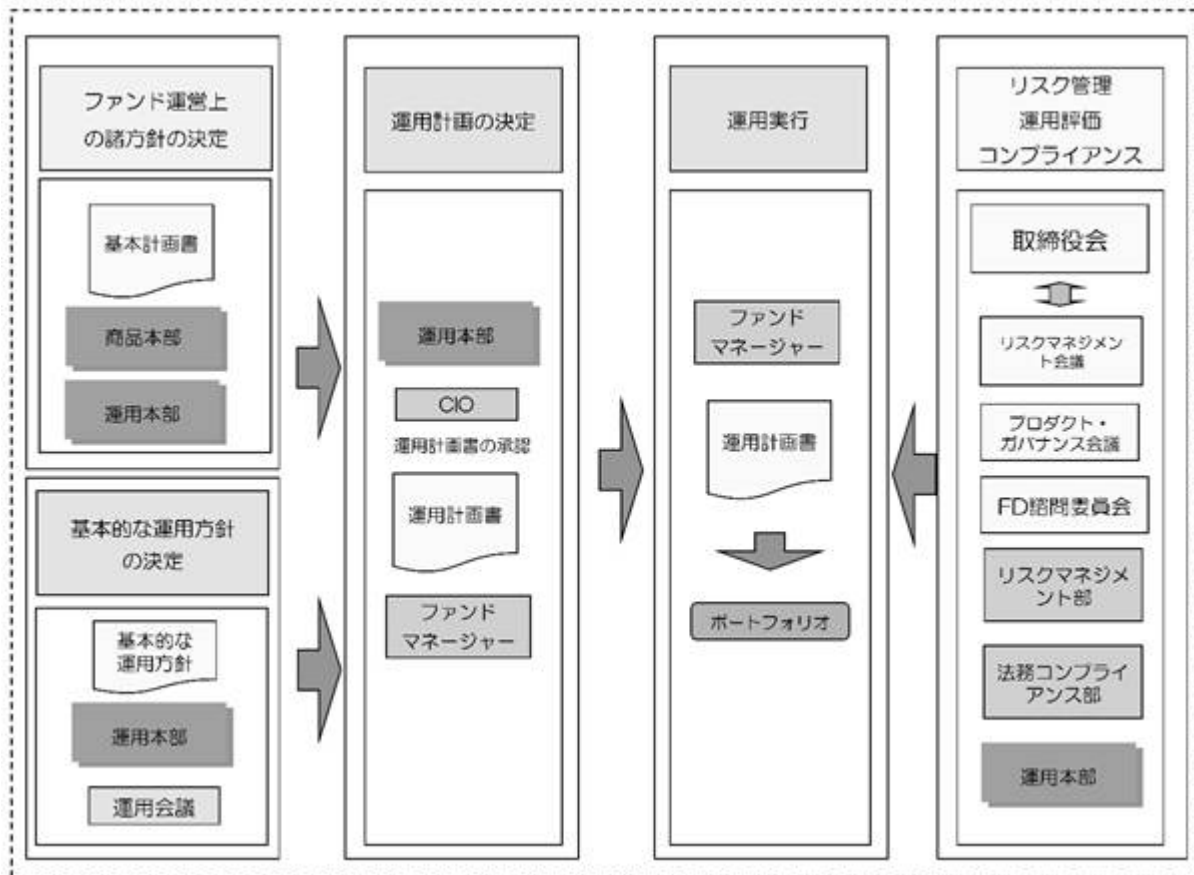 ファンド運営上
の諸方針の決定
基本計画書
商品本部
運用本部
基本的な運用方針
の決定
基本的な
運用方針
運用本部
運用会議
運用計画の決定
運用本部
CIO
運用計画書の承認
運用計画書
ファンド
マネージャー
運用実行
ファンド
マネージャー
運用計画書
ポートフォリオ
リスク管理
運用評価
コンプライアンス
取締役会
リスクマネジメン
ト会議
プロダクト・
ガバナンス会議
FD諮問委員会
リスクマネジメ
ント部
法務コンプライ
アンス部
運用本部